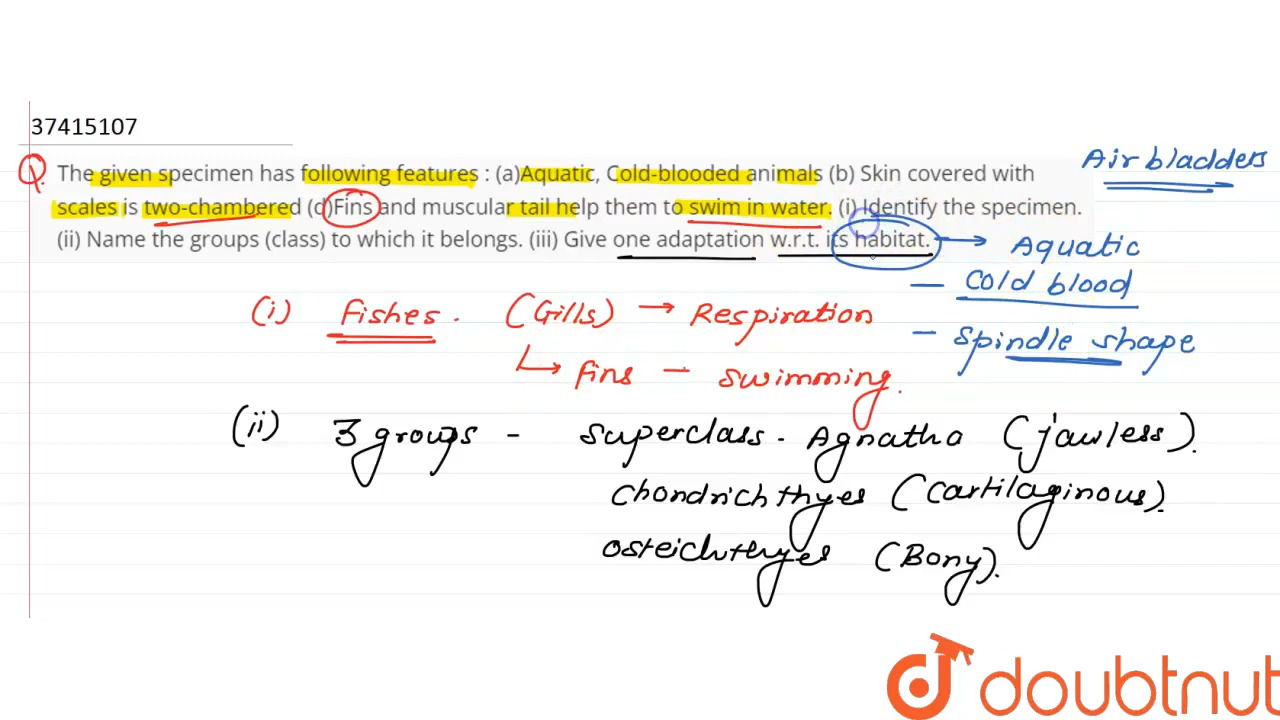 37415107
Q. The given specimen has following features : (a)Aquatic, Cold-blooded animals (b) Skin covered with
scales is two-chambered (c)Fins and muscular tail help them to swim in water. (i) Identify the specimen.
(ii) Name the groups (class) to which it belongs. (iii) Give one adaptation w.r.t. its habitat.
Air bladders
→ Aquatic
— Cold blood
— Spindle shape
(i) Fishes. (Gills) → Respiration
↳ Fins — Swimming.
(ii) 3 groups - Superclass. Agnatha (jawless).
Chondrichthyes (Cartilaginous).
Osteichthyes (Bony).
doubtnut